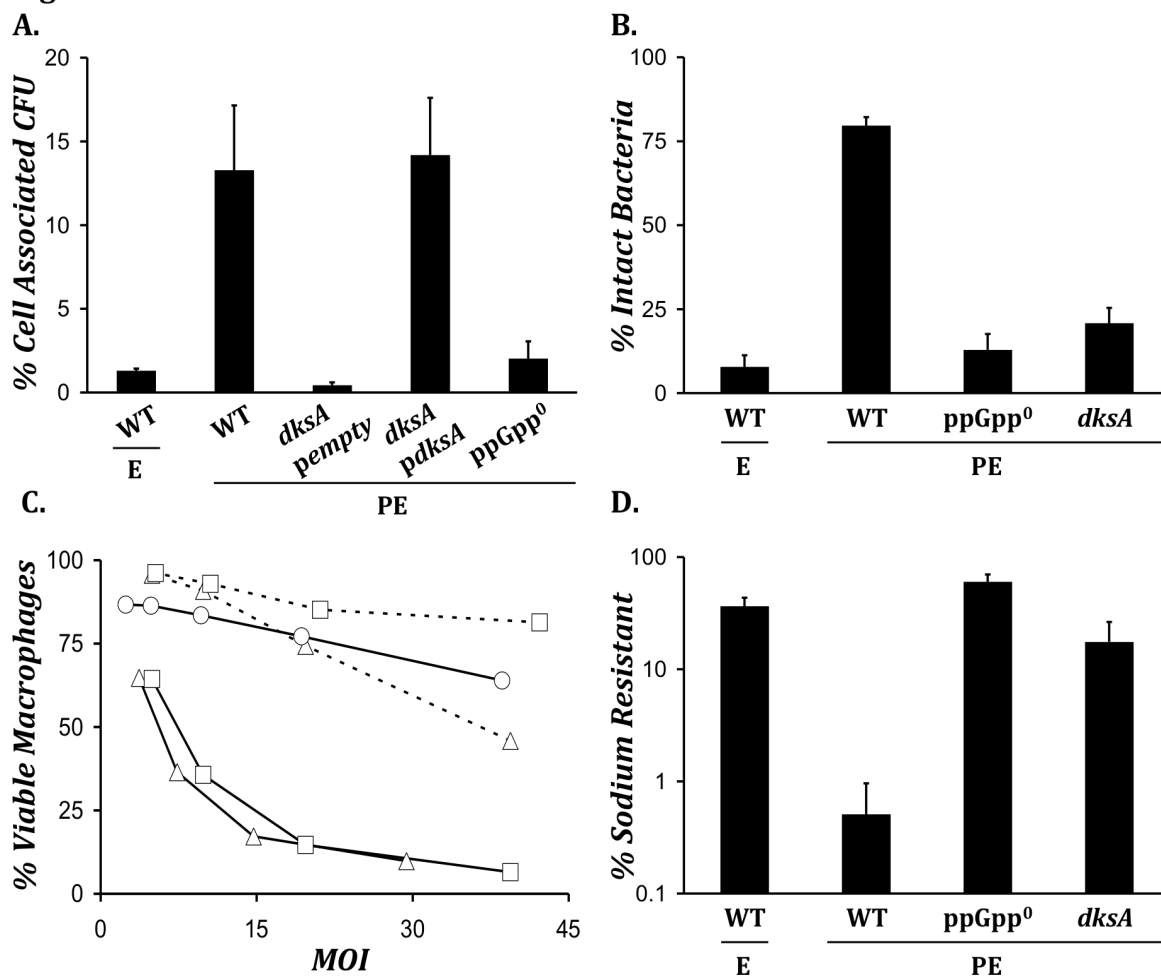 A.
% Cell Associated CFU
20
15
10
5
0
WT
WT
dksA
pempty
dksA
pdksA
ppGpp⁰
E
PE
B.
% Intact Bacteria
100
75
50
25
0
WT
WT
ppGpp⁰
dksA
E
PE
C.
% Viable Macrophages
100
75
50
25
0
0
15
30
45
MOI
D.
% Sodium Resistant
100
10
1
0.1
WT
WT
ppGpp⁰
dksA
E
PE